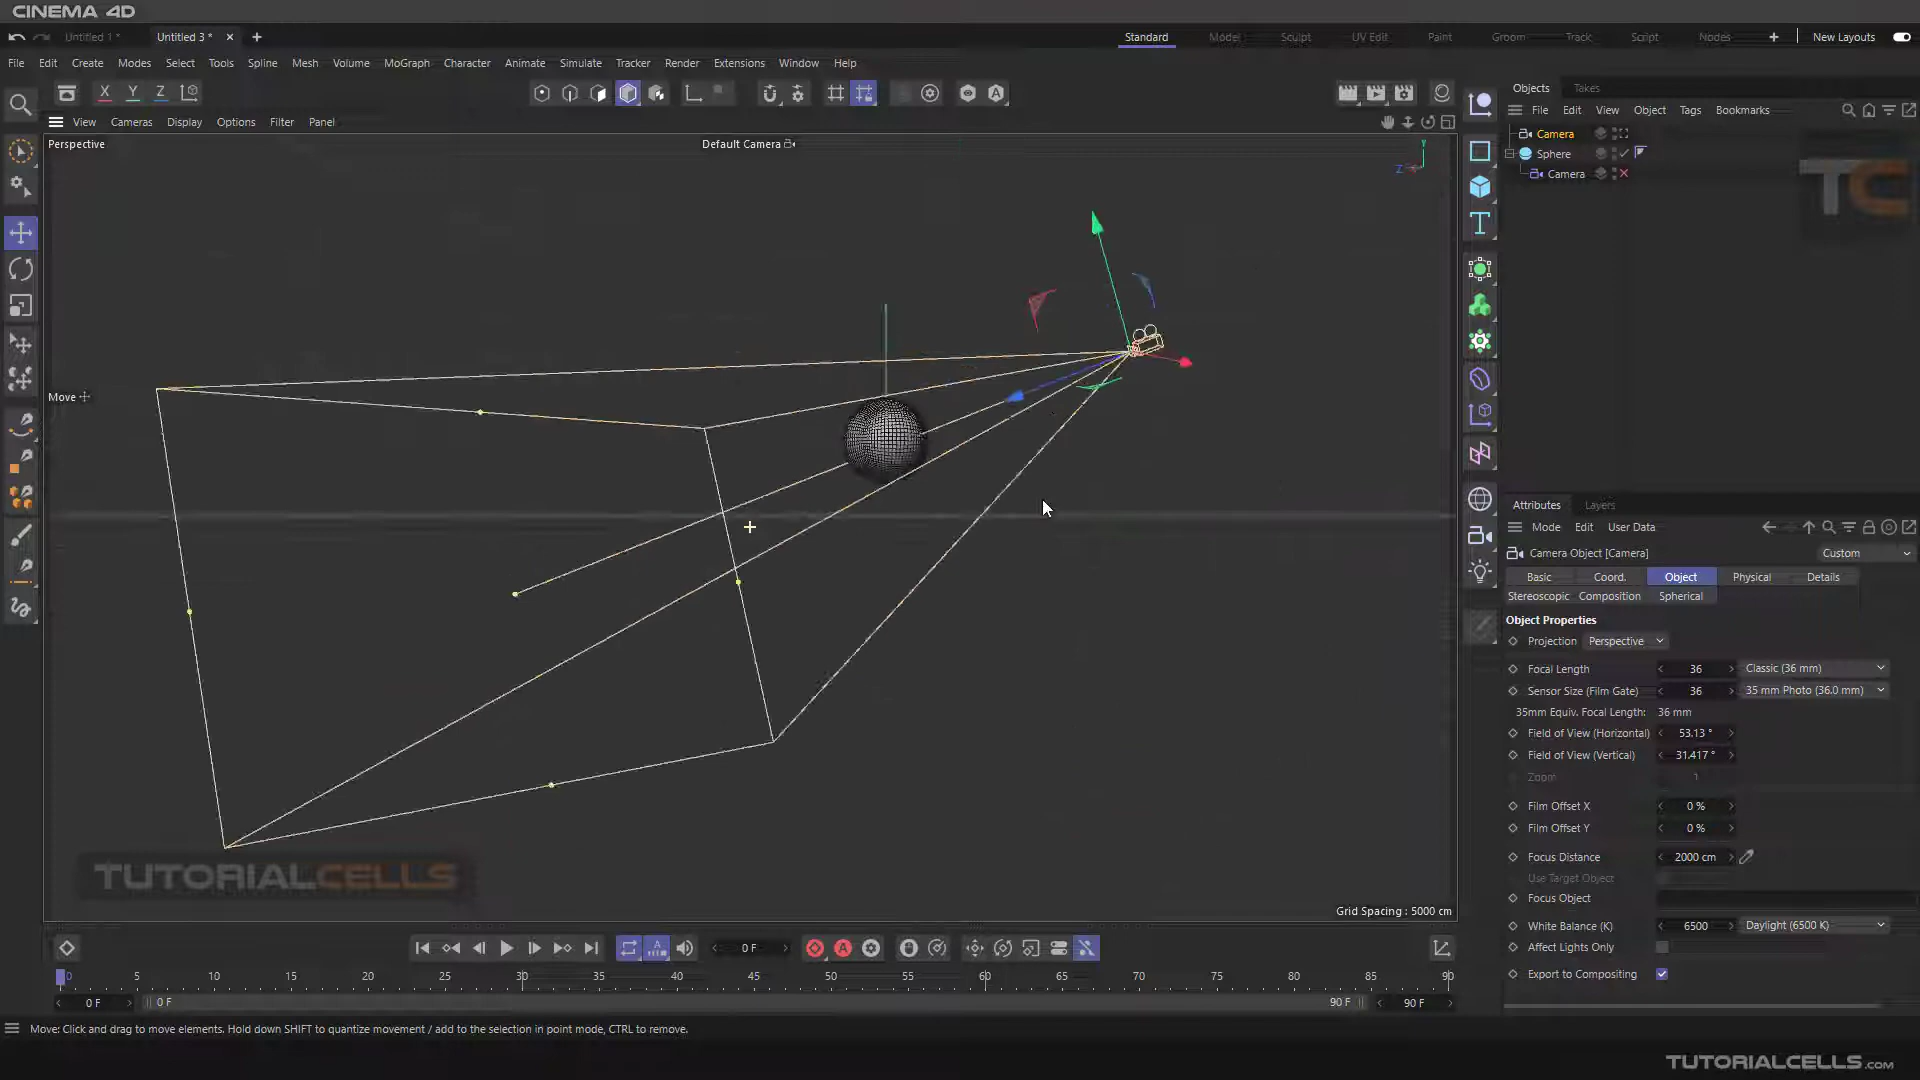 CINEMA 4D
Untitled 1 *
Untitled 3 *
Standard
Model
Sculpt
UV Edit
Paint
Groom
Track
Script
Nodes
New Layouts
File Edit Create Modes Select Tools Spline Mesh Volume MoGraph Character Animate Simulate Tracker Render Extensions Window Help
X Y Z
View Cameras Display Options Filter Panel
Perspective
Default Camera
Y
Z
Move
Grid Spacing : 5000 cm
TUTORIALCELLS
Objects Takes
File Edit View Object Tags Bookmarks
Camera
Sphere
Camera
TC
Attributes Layers
Mode Edit User Data
Camera Object [Camera]
Custom
Basic Coord. Object Physical Details
Stereoscopic Composition Spherical
Object Properties
Projection Perspective
Focal Length 36 Classic (36 mm)
Sensor Size (Film Gate) 36 35 mm Photo (36.0 mm)
35mm Equiv. Focal Length: 36 mm
Field of View (Horizontal) 53.13 °
Field of View (Vertical) 31.417 °
Zoom 1
Film Offset X 0 %
Film Offset Y 0 %
Focus Distance 2000 cm
Use Target Object
Focus Object
White Balance (K) 6500 Daylight (6500 K)
Affect Lights Only
Export to Compositing
0 F
0 5 10 15 20 25 30 35 40 45 50 55 60 65 70 75 80 85 90
0 F
0 F
90 F
90 F
Move: Click and drag to move elements. Hold down SHIFT to quantize movement / add to the selection in point mode, CTRL to remove.
TUTORIALCELLS.com